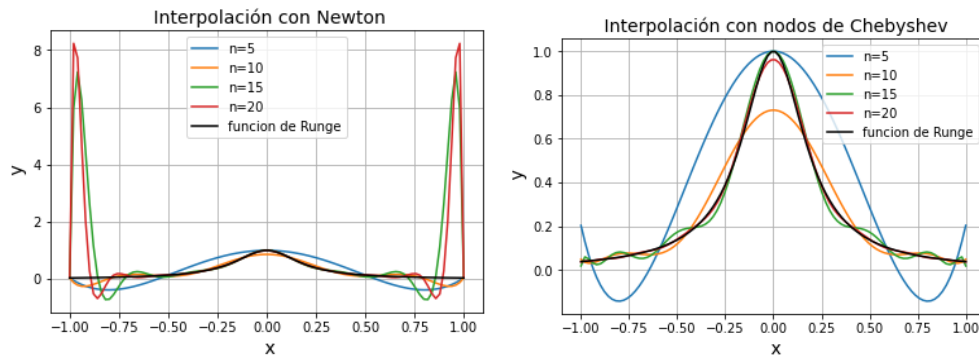 Interpolación con Newton
n=5
n=10
n=15
n=20
funcion de Runge
y
8
6
4
2
0
−1.00 −0.75 −0.50 −0.25 0.00 0.25 0.50 0.75 1.00
x
Interpolación con nodos de Chebyshev
n=5
n=10
n=15
n=20
funcion de Runge
y
1.0
0.8
0.6
0.4
0.2
0.0
−1.00 −0.75 −0.50 −0.25 0.00 0.25 0.50 0.75 1.00
x